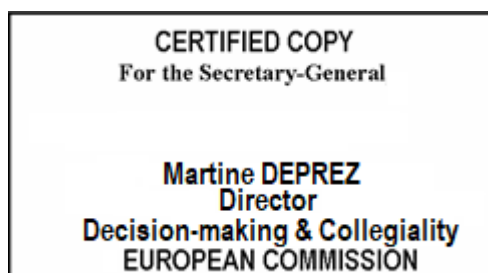 CERTIFIED COPY
For the Secretary-General
Martine DEPREZ
Director
Decision-making & Collegiality
EUROPEAN COMMISSION